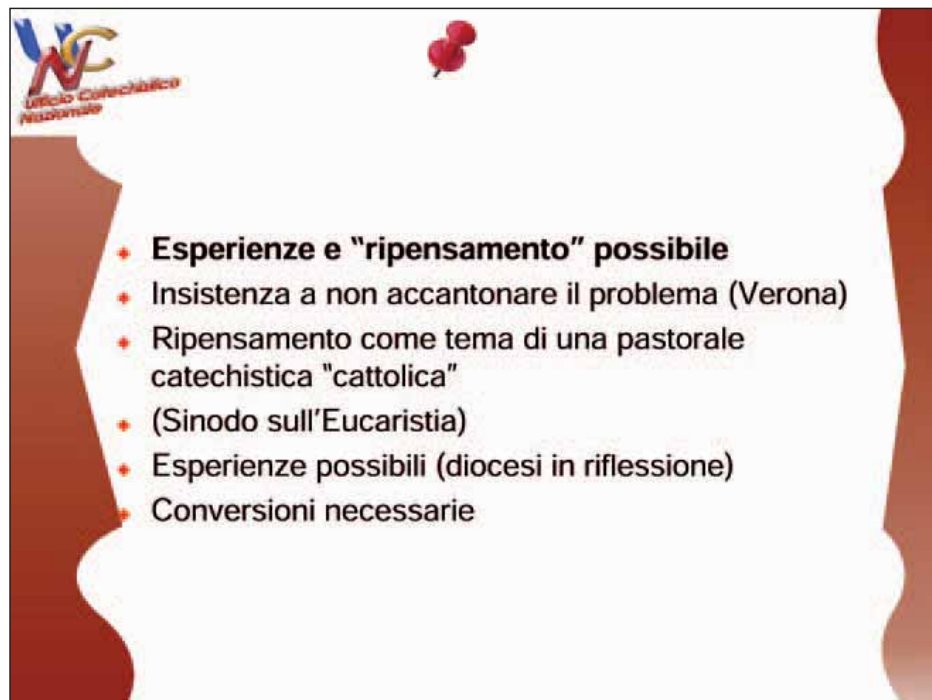 UNC
Ufficio Catechistico
Nazionale
Esperienze e “ripensamento” possibile
Insistenza a non accantonare il problema (Verona)
Ripensamento come tema di una pastorale
catechistica “cattolica”
(Sinodo sull'Eucaristia)
Esperienze possibili (diocesi in riflessione)
Conversioni necessarie